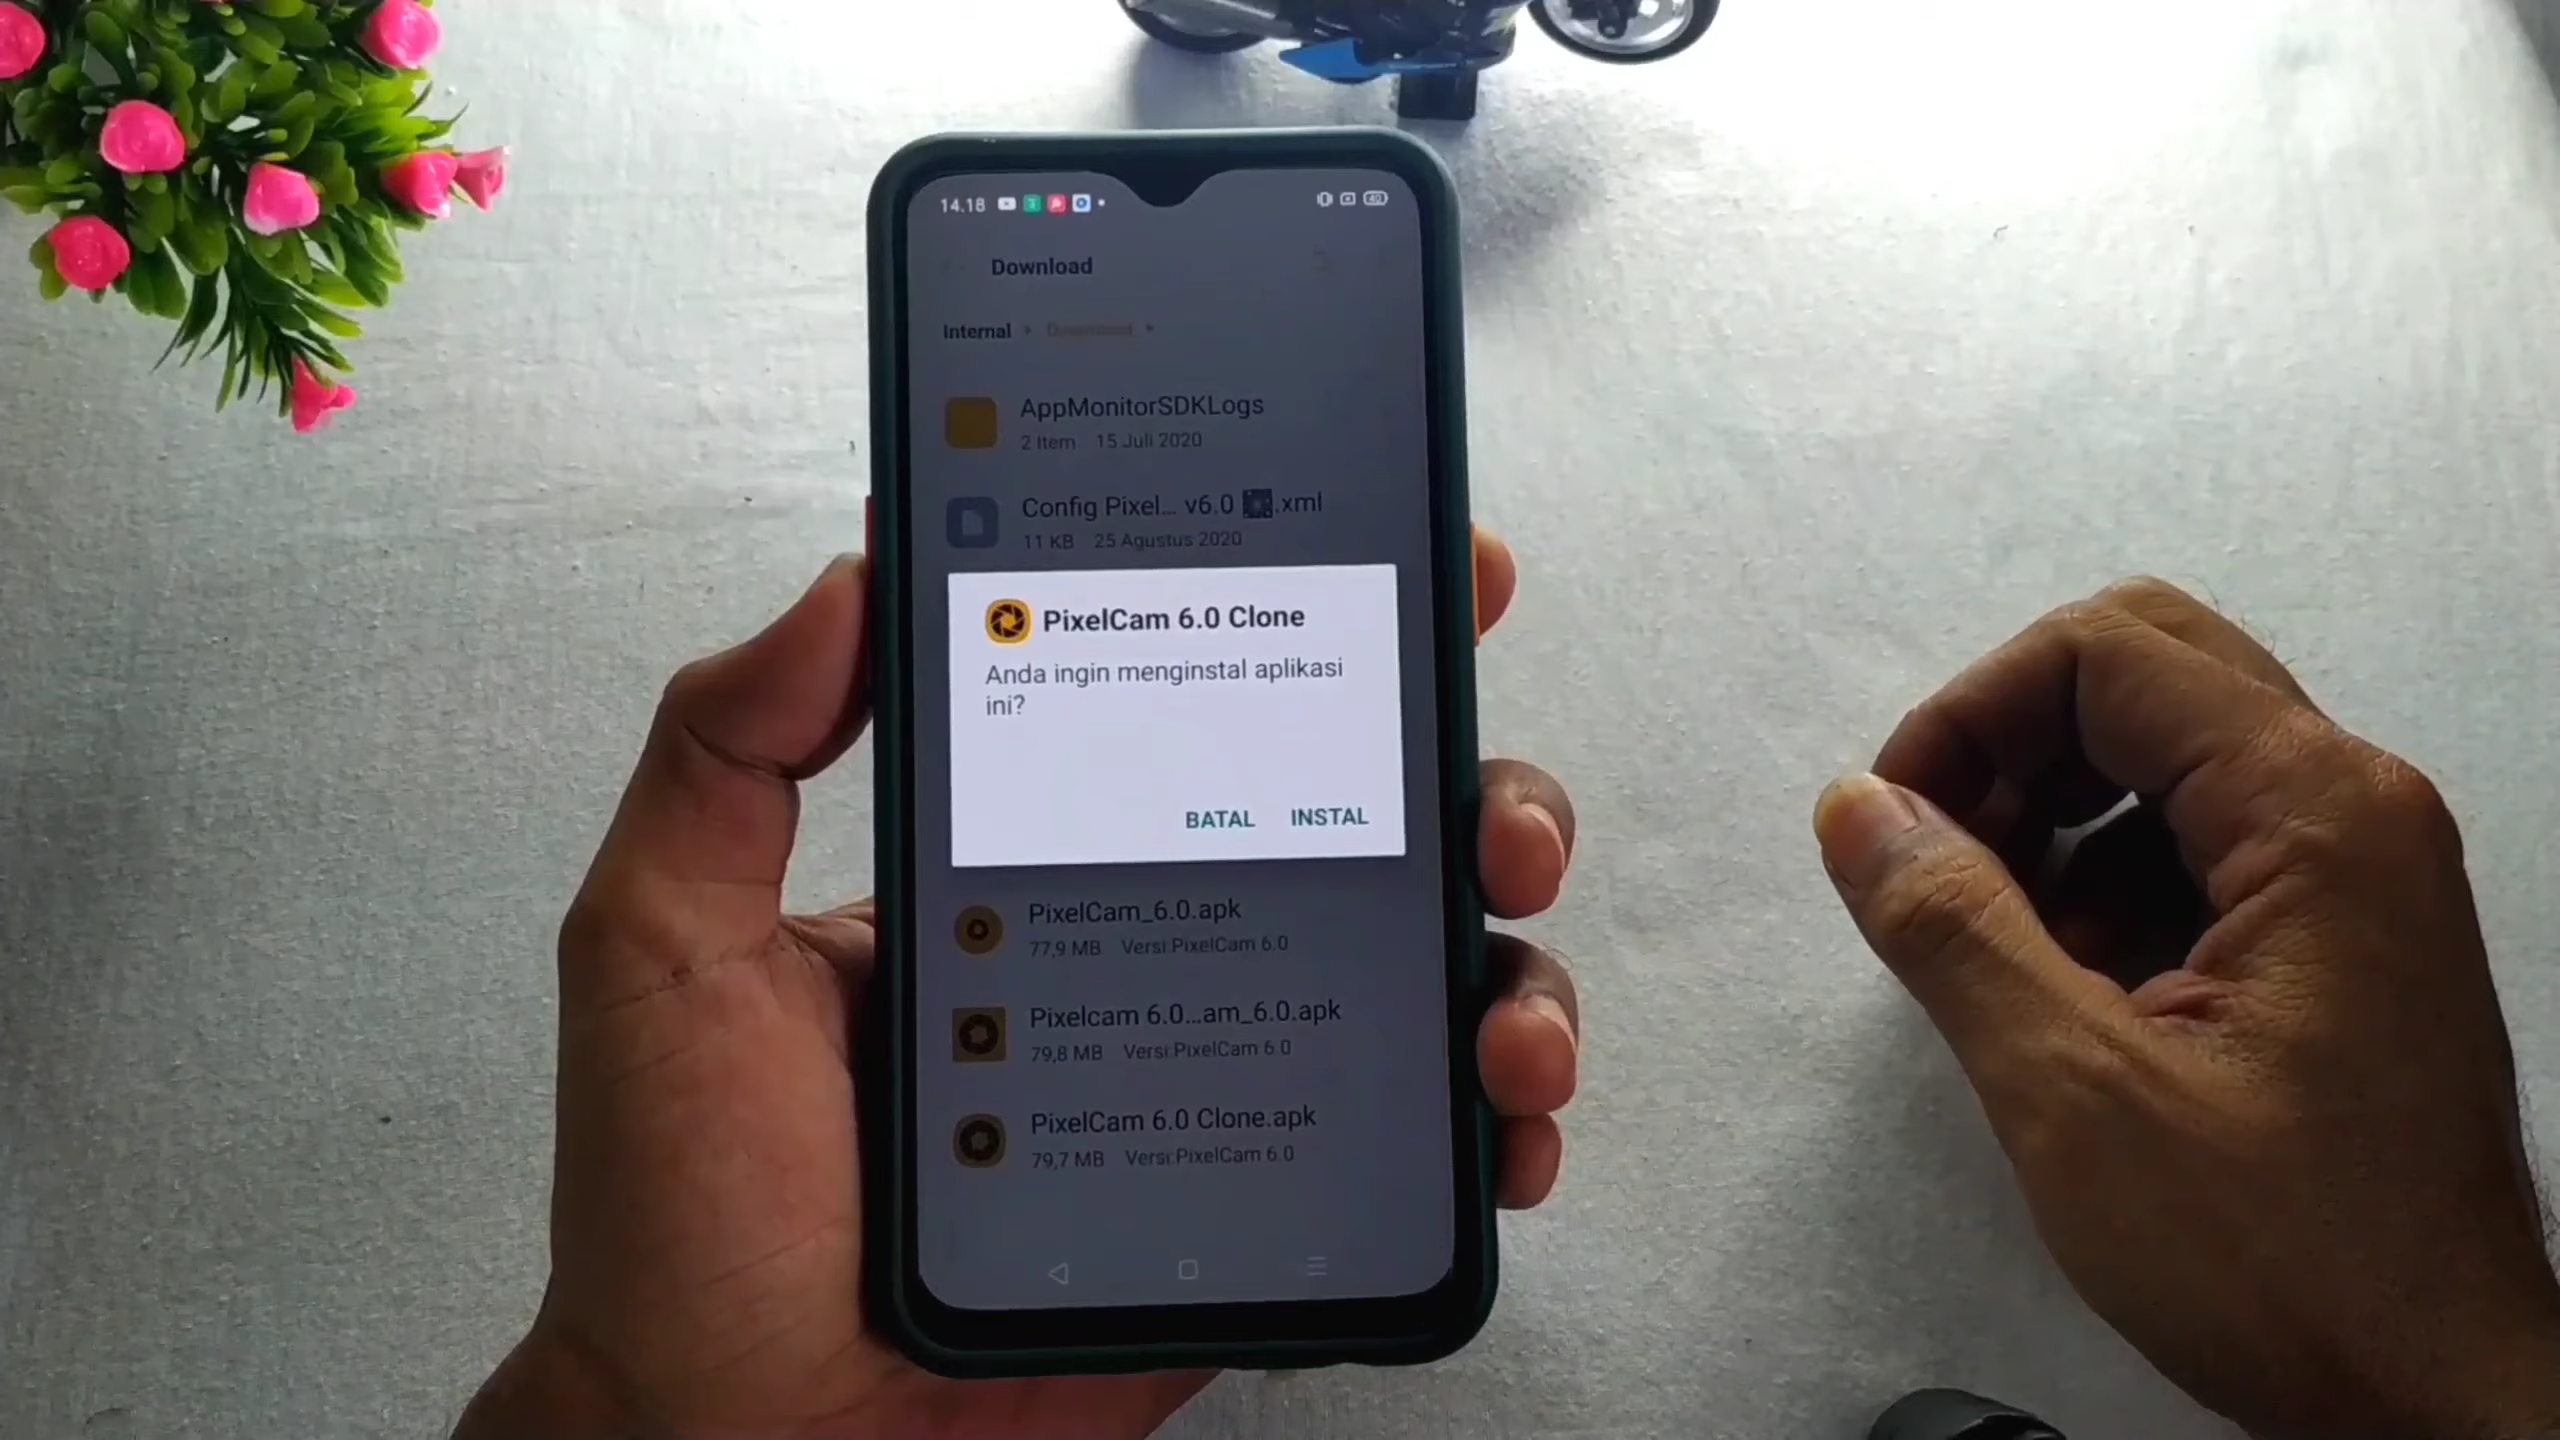 14.18
Download
Internal
Download
AppMonitorSDKLogs
2 Item 15 Juli 2020
Config Pixel... v6.0 .xml
11 KB 25 Agustus 2020
PixelCam 6.0 Clone
Anda ingin menginstal aplikasi
ini?
BATAL INSTAL
PixelCam_6.0.apk
77,9 MB Versi:PixelCam 6.0
Pixelcam 6.0...am_6.0.apk
79,8 MB Versi:PixelCam 6.0
PixelCam 6.0 Clone.apk
79,7 MB Versi:PixelCam 6.0